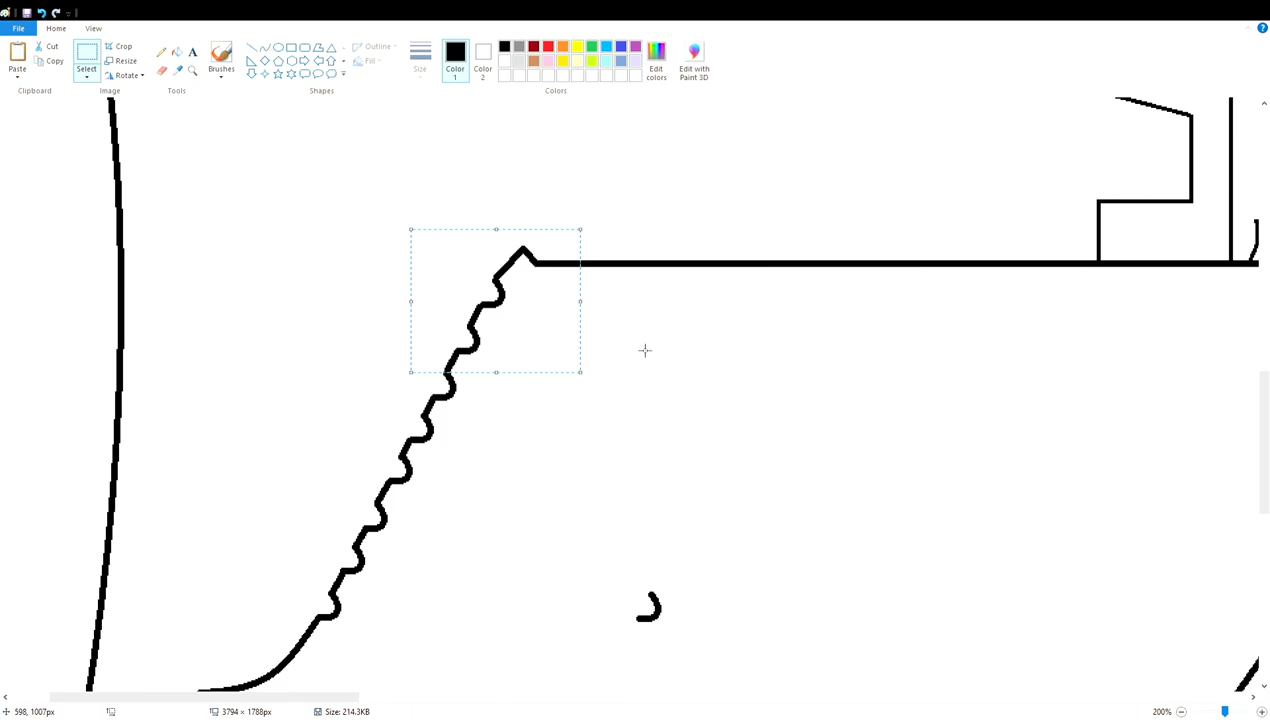 File Home View
Paste Cut Copy Select Crop Resize Rotate A Brushes Outline Fill Size Color 1 Color 2 Edit colors Edit with Paint 3D
Clipboard Image Tools Shapes Colors
598, 1007px 3794 × 1788px Size: 214.3KB 200%